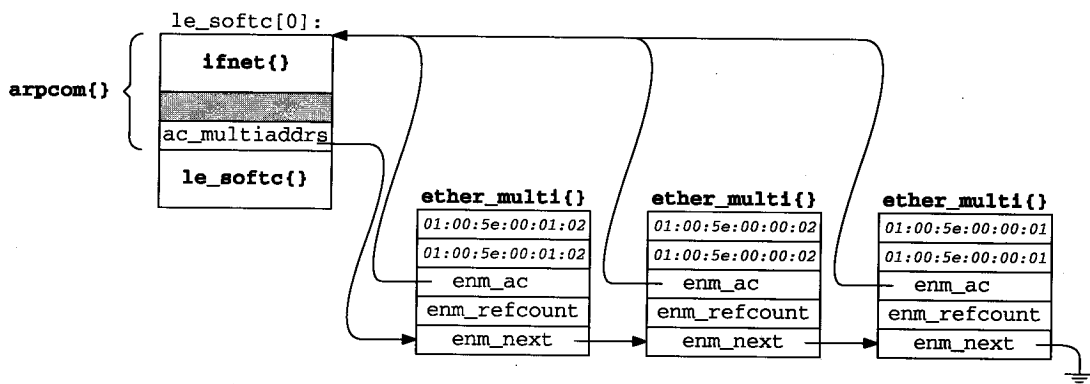 le_softc[0]:
ifnet{}
arpcom{}
ac_multiaddrs
le_softc{}
ether_multi{} ether_multi{} ether_multi{}
01:00:5e:00:01:02 01:00:5e:00:00:02 01:00:5e:00:00:01
01:00:5e:00:01:02 01:00:5e:00:00:02 01:00:5e:00:00:01
enm_ac enm_ac enm_ac
enm_refcount enm_refcount enm_refcount
enm_next enm_next enm_next